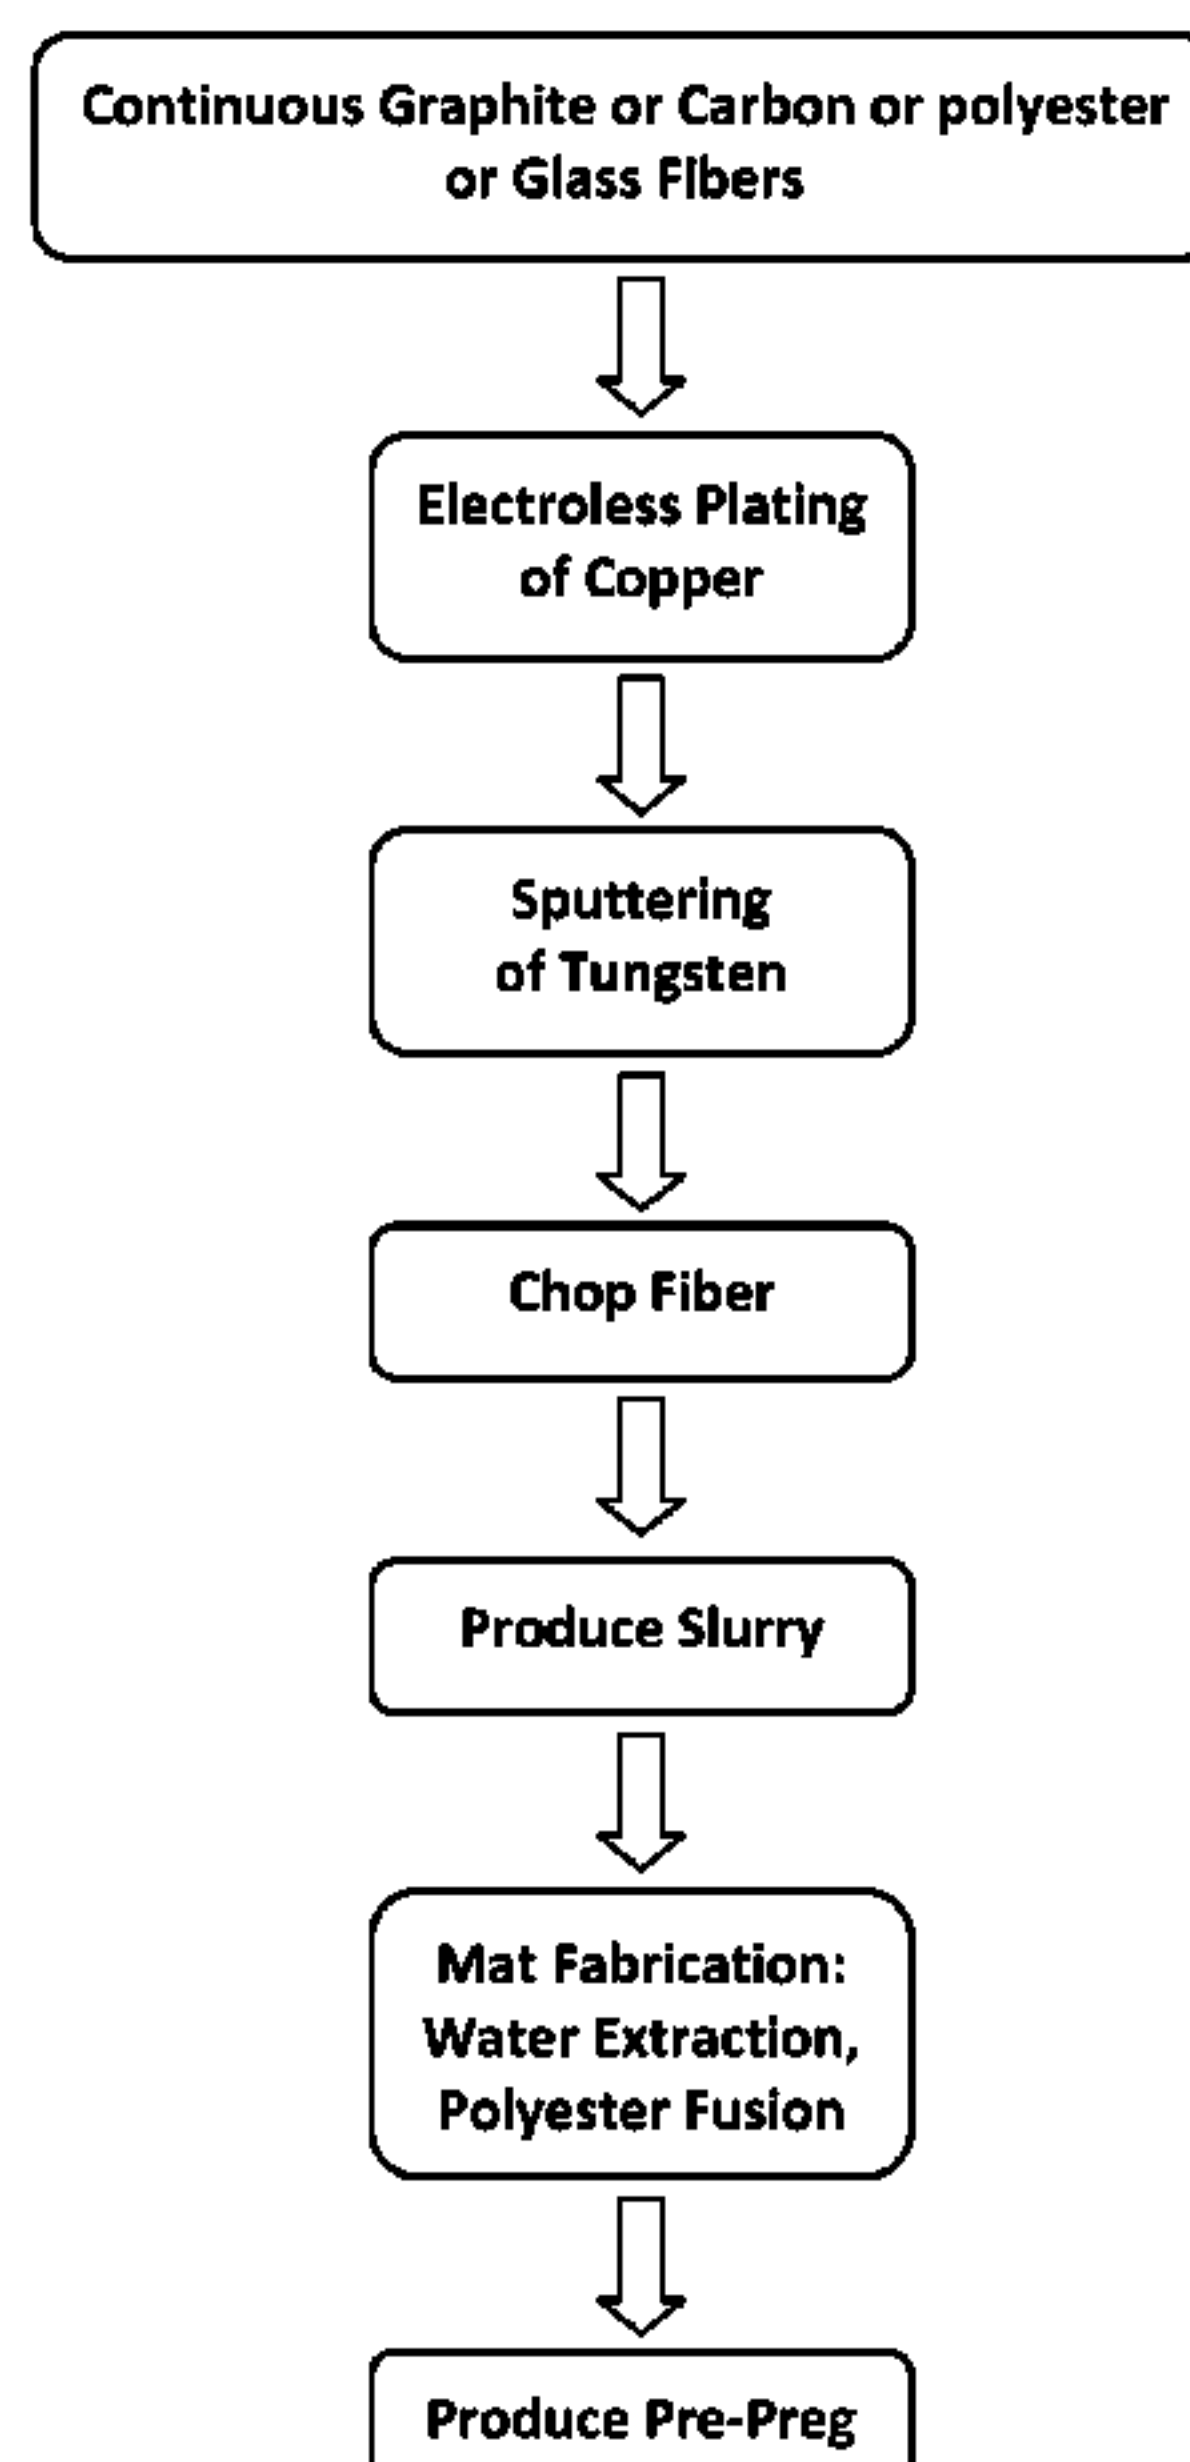 Continuous Graphite or Carbon or polyester
or Glass Fibers
Electroless Plating
of Copper
Sputtering
of Tungsten
Chop Fiber
Produce Slurry
Mat Fabrication:
Water Extraction,
Polyester Fusion
Produce Pre-Preg